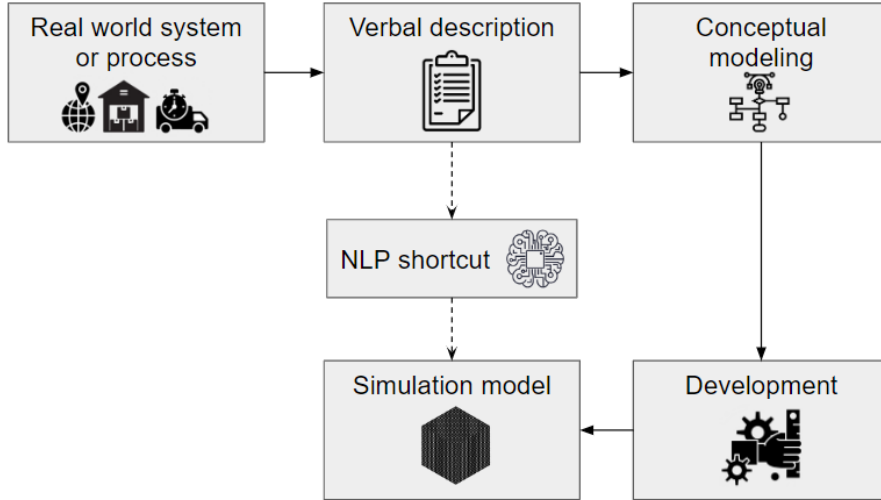 Real world system
or process
Verbal description
Conceptual
modeling
NLP shortcut
Simulation model
Development